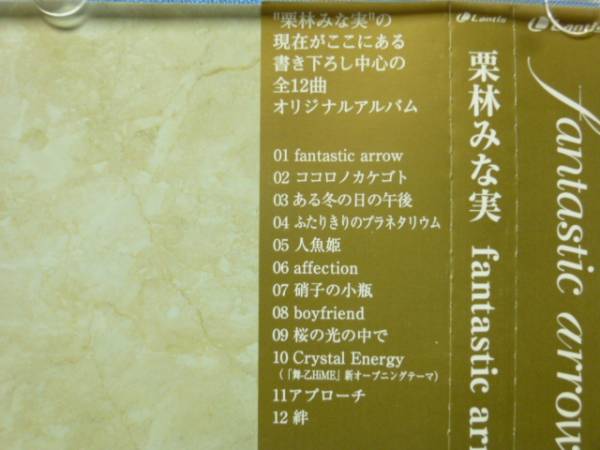 "栗林みな実"の
現在がここにある
書き下ろし中心の
全12曲
オリジナルアルバム
01 fantastic arrow
02 ココロノカケゴト
03 ある冬の日の午後
04 ふたりきりのプラネタリウム
05 人魚姫
06 affection
07 硝子の小瓶
08 boyfriend
09 桜の光の中で
10 Crystal Energy
(「舞-乙HiME」新オープニングテーマ)
11 アプローチ
12 絆
Lantis
栗林みな実 fantastic arr
Lantis
fantastic arrow